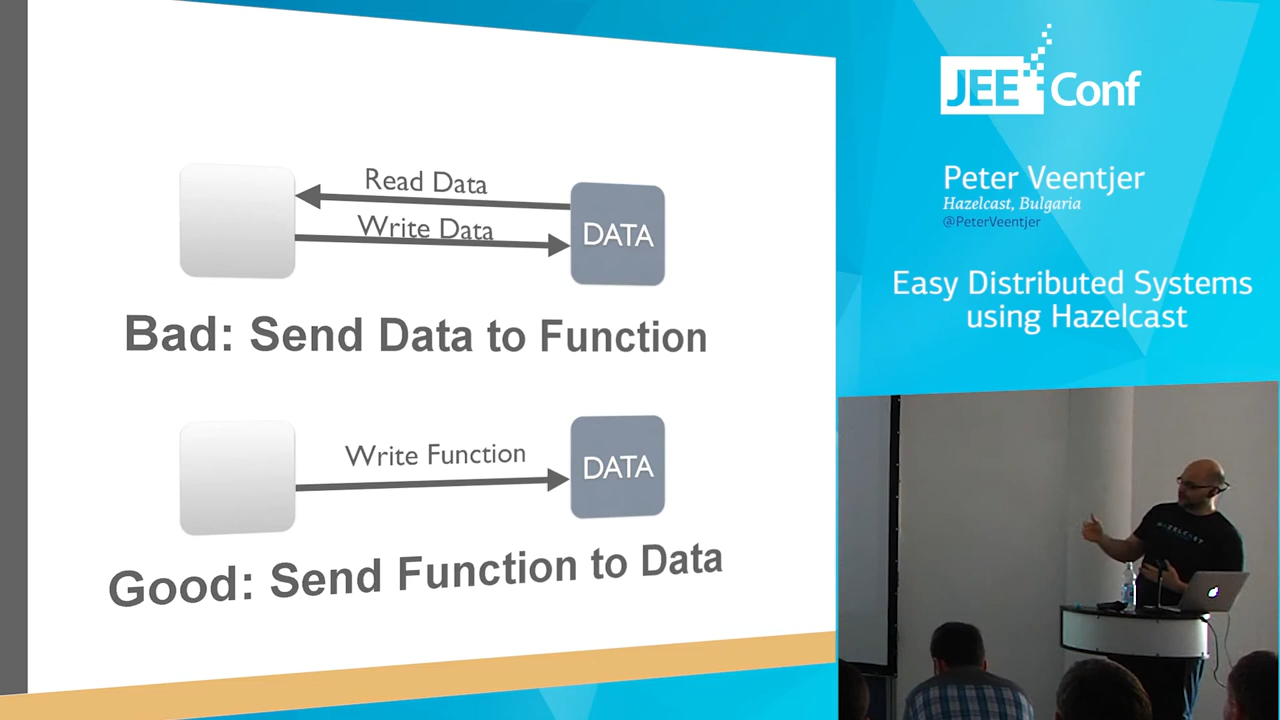 Read Data
Write Data
DATA
Bad: Send Data to Function
Write Function
DATA
Good: Send Function to Data
JEE Conf
Peter Veentjer
Hazelcast, Bulgaria
@PeterVeentjer
Easy Distributed Systems
using Hazelcast
HAZELCAST